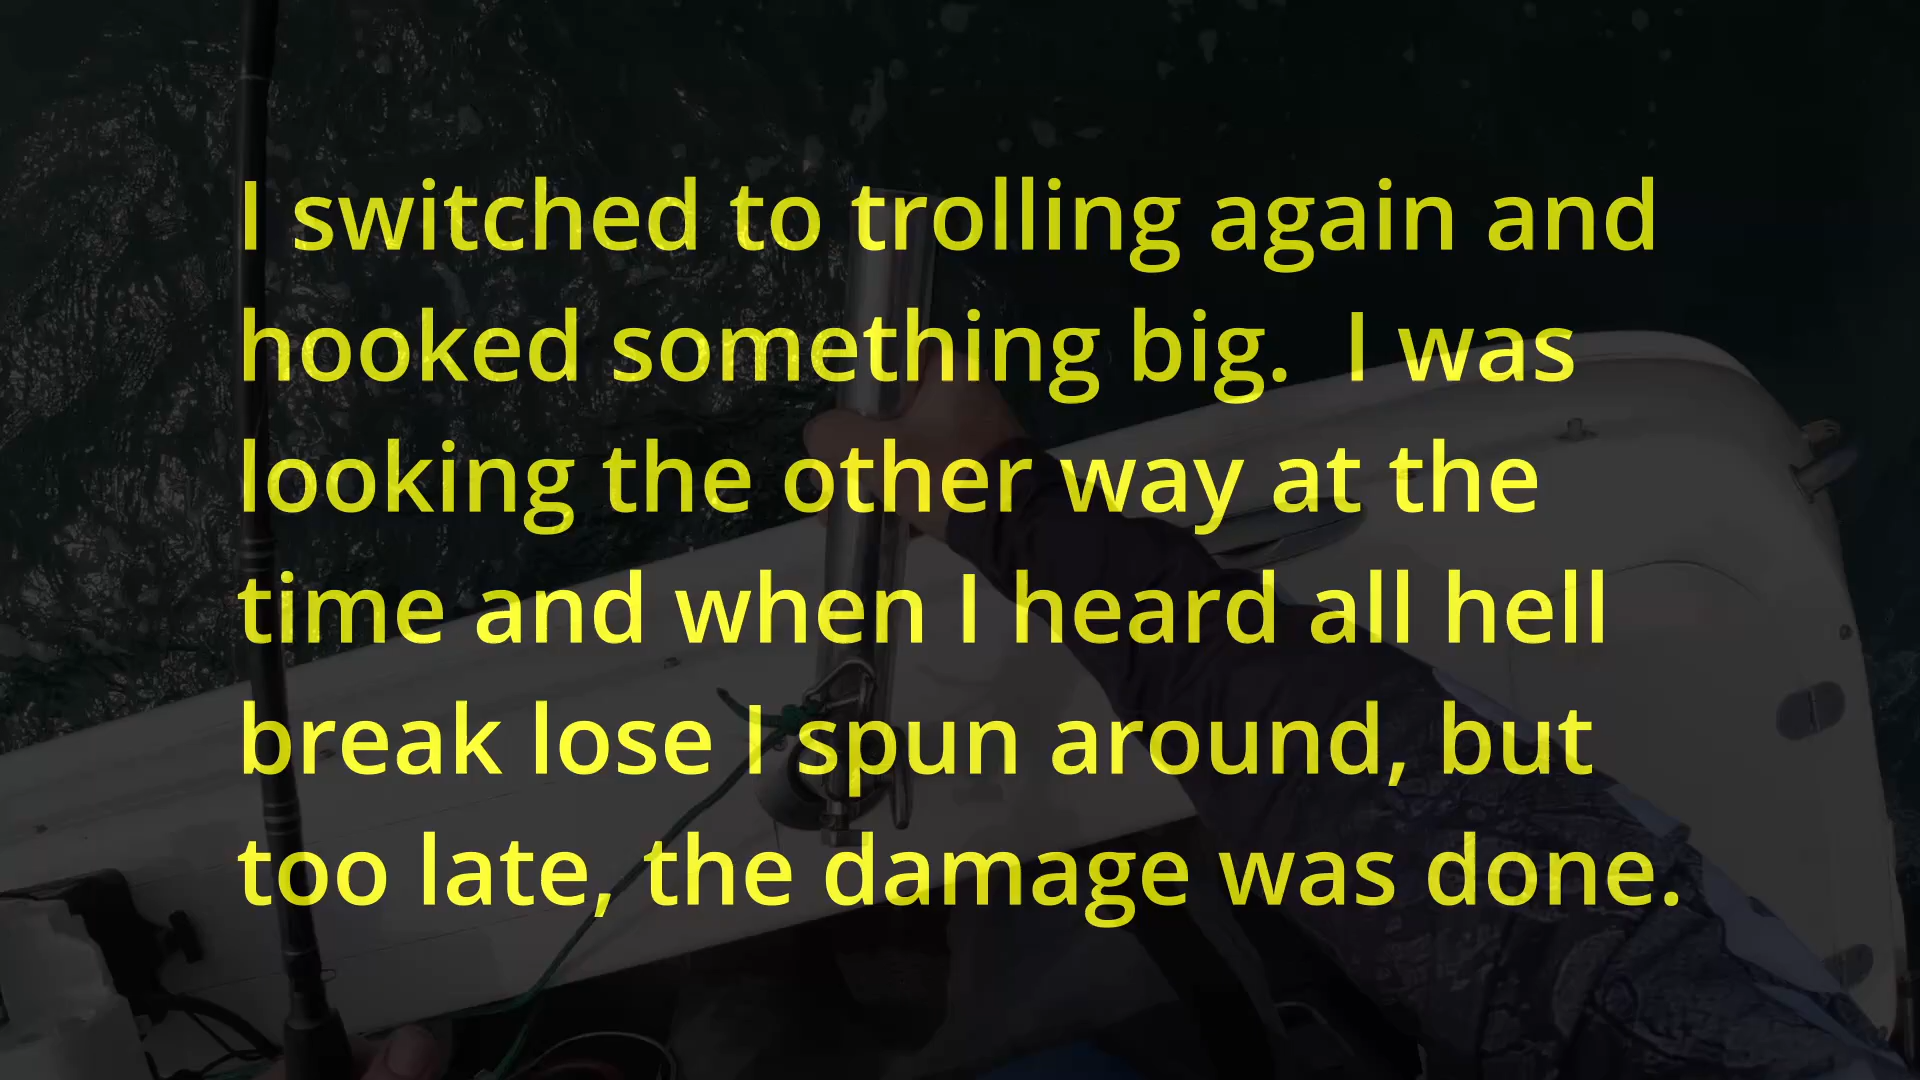 I switched to trolling again and
hooked something big.  I was
looking the other way at the
time and when I heard all hell
break lose I spun around, but
too late, the damage was done.